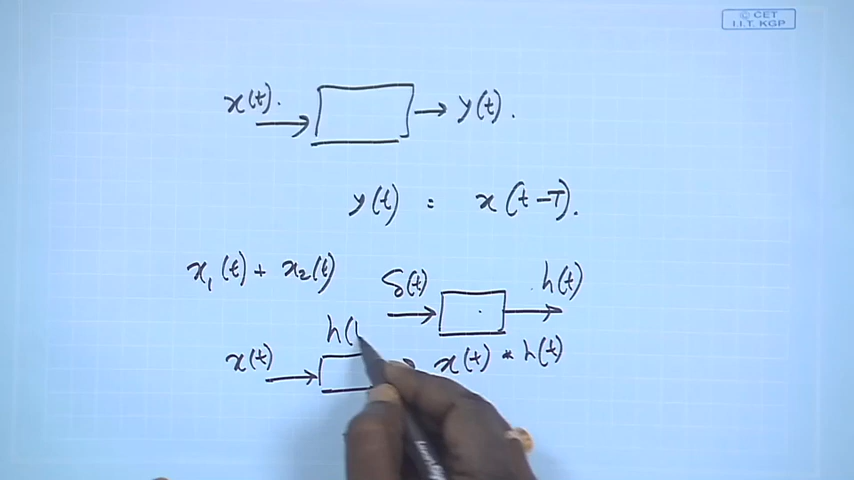 © CET
I.I.T. KGP
x(t).
y(t).
y(t) = x(t-T).
x₁(t) + x₂(t)
δ(t)
h(t)
h(
x(t)
x(t) * h(t)